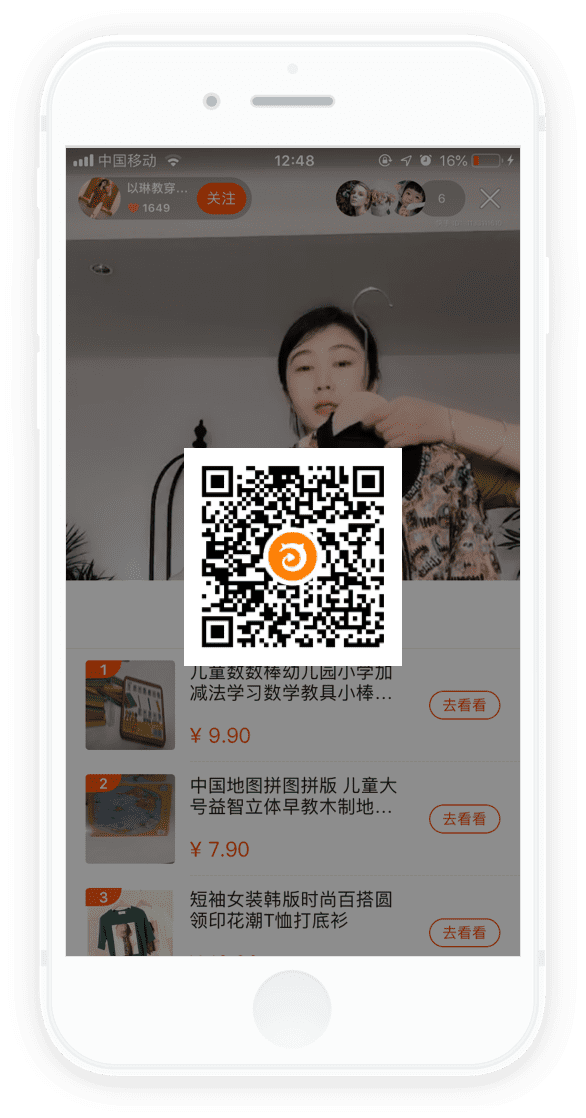 中国移动
12:48
16%
以琳教穿...
1649
关注
6
1
儿童数数棒幼儿园小学加
减法学习数学教具小棒...
¥ 9.90
去看看
2
中国地图拼图拼版 儿童大
号益智立体早教木制地...
¥ 7.90
去看看
3
短袖女装韩版时尚百搭圆
领印花潮T恤打底衫
去看看